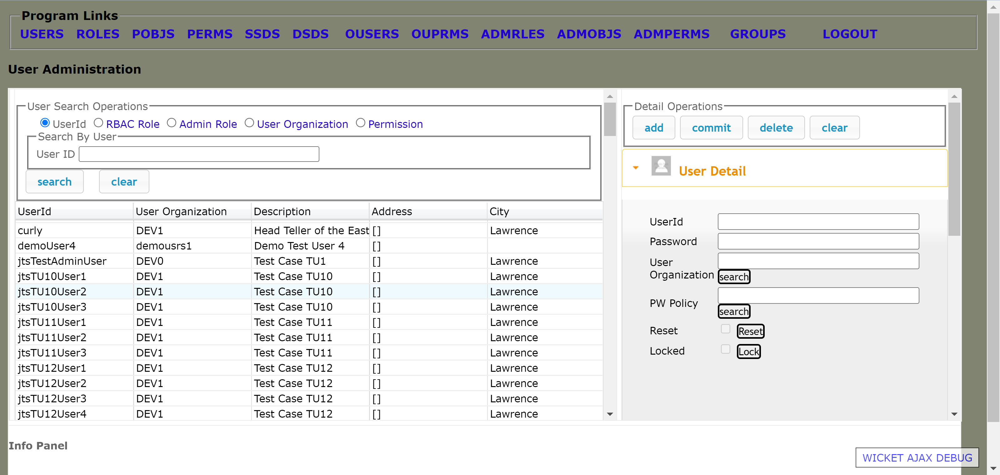 Program Links
USERS ROLES POBJS PERMS SSDS DSDS OUSERS OUPRMS ADMRLES ADMOBJS ADMPERMS GROUPS LOGOUT
User Administration
User Search Operations
UserId RBAC Role Admin Role User Organization Permission
Search By User
User ID
search clear
UserId User Organization Description Address City
curly DEV1 Head Teller of the East [] Lawrence
demoUser4 demousrs1 Demo Test User 4 []
jtsTestAdminUser DEV0 Test Case TU1 [] Lawrence
jtsTU10User1 DEV1 Test Case TU10 [] Lawrence
jtsTU10User2 DEV1 Test Case TU10 [] Lawrence
jtsTU10User3 DEV1 Test Case TU10 [] Lawrence
jtsTU11User1 DEV1 Test Case TU11 [] Lawrence
jtsTU11User2 DEV1 Test Case TU11 [] Lawrence
jtsTU11User3 DEV1 Test Case TU11 [] Lawrence
jtsTU12User1 DEV1 Test Case TU12 [] Lawrence
jtsTU12User2 DEV1 Test Case TU12 [] Lawrence
jtsTU12User3 DEV1 Test Case TU12 [] Lawrence
jtsTU12User4 DEV1 Test Case TU12 [] Lawrence
Detail Operations
add commit delete clear
User Detail
UserId
Password
User
Organization search
PW Policy
search
Reset Reset
Locked Lock
Info Panel
WICKET AJAX DEBUG